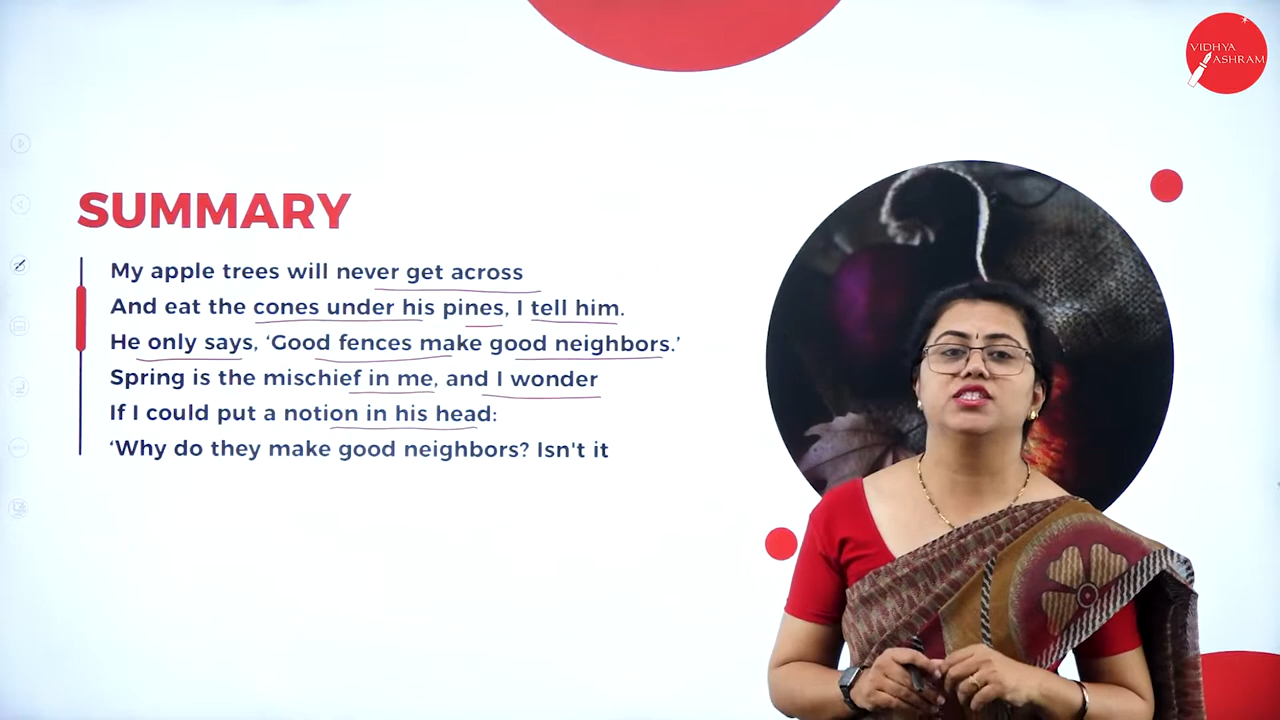 VIDHYA
ASHRAM
SUMMARY
My apple trees will never get across
And eat the cones under his pines, I tell him.
He only says, ‘Good fences make good neighbors.’
Spring is the mischief in me, and I wonder
If I could put a notion in his head:
‘Why do they make good neighbors? Isn't it